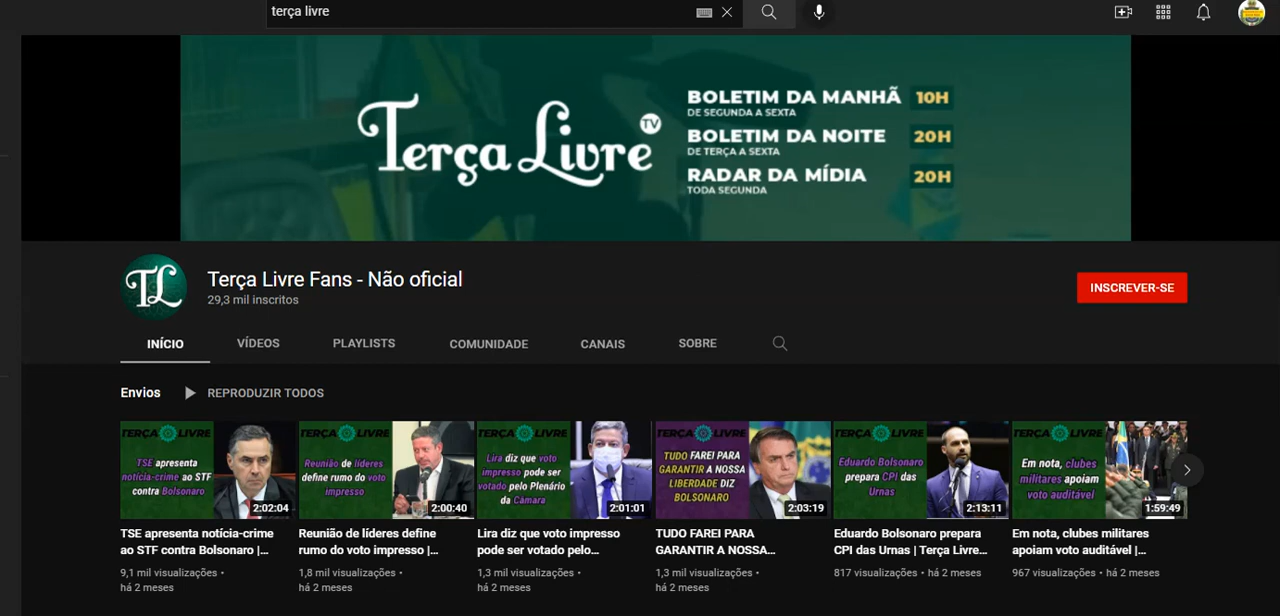 terça livre
Terça Livre TV
BOLETIM DA MANHÃ 10H
DE SEGUNDA A SEXTA
BOLETIM DA NOITE 20H
DE TERÇA A SEXTA
RADAR DA MÍDIA 20H
TODA SEGUNDA
TL
Terça Livre Fans - Não oficial
29,3 mil inscritos
INSCREVER-SE
INÍCIO VÍDEOS PLAYLISTS COMUNIDADE CANAIS SOBRE
Envios REPRODUZIR TODOS
TERÇA LIVRE
TSE apresenta
notícia-crime ao STF
contra Bolsonaro
2:02:04
TSE apresenta notícia-crime
ao STF contra Bolsonaro |...
9,1 mil visualizações •
há 2 meses
TERÇA LIVRE
Reunião de líderes
define rumo do voto
impresso
2:00:40
Reunião de líderes define
rumo do voto impresso |...
1,8 mil visualizações •
há 2 meses
TERÇA LIVRE
Lira diz que voto
impresso pode ser
votado pelo Plenário
da Câmara
2:01:01
Lira diz que voto impresso
pode ser votado pelo...
1,3 mil visualizações •
há 2 meses
TERÇA LIVRE
TUDO FAREI PARA
GARANTIR A NOSSA
LIBERDADE DIZ
BOLSONARO
2:03:19
TUDO FAREI PARA
GARANTIR A NOSSA...
1,3 mil visualizações •
há 2 meses
TERÇA LIVRE
Eduardo Bolsonaro
prepara CPI das
Urnas
2:13:11
Eduardo Bolsonaro prepara
CPI das Urnas | Terça Livre...
817 visualizações • há 2 meses
TERÇA LIVRE
Em nota, clubes
militares apoiam
voto auditável
1:59:49
Em nota, clubes militares
apoiam voto auditável |...
967 visualizações • há 2 meses